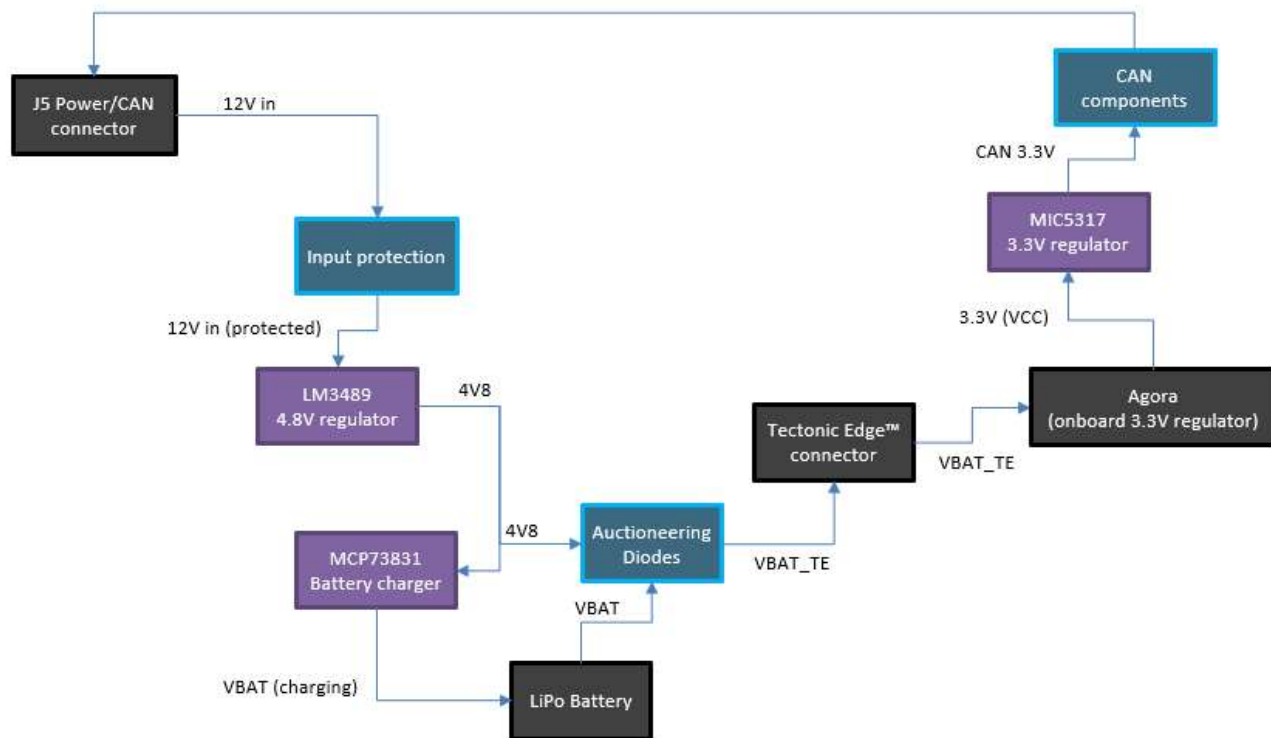 J5 Power/CAN
connector
12V in
CAN
components
CAN 3.3V
MIC5317
3.3V regulator
Input protection
12V in (protected)
3.3V (VCC)
LM3489
4.8V regulator
4V8
Agora
(onboard 3.3V regulator)
Tectonic Edge™
connector
VBAT_TE
4V8
Auctioneering
Diodes
VBAT_TE
MCP73831
Battery charger
VBAT
VBAT (charging)
LiPo Battery